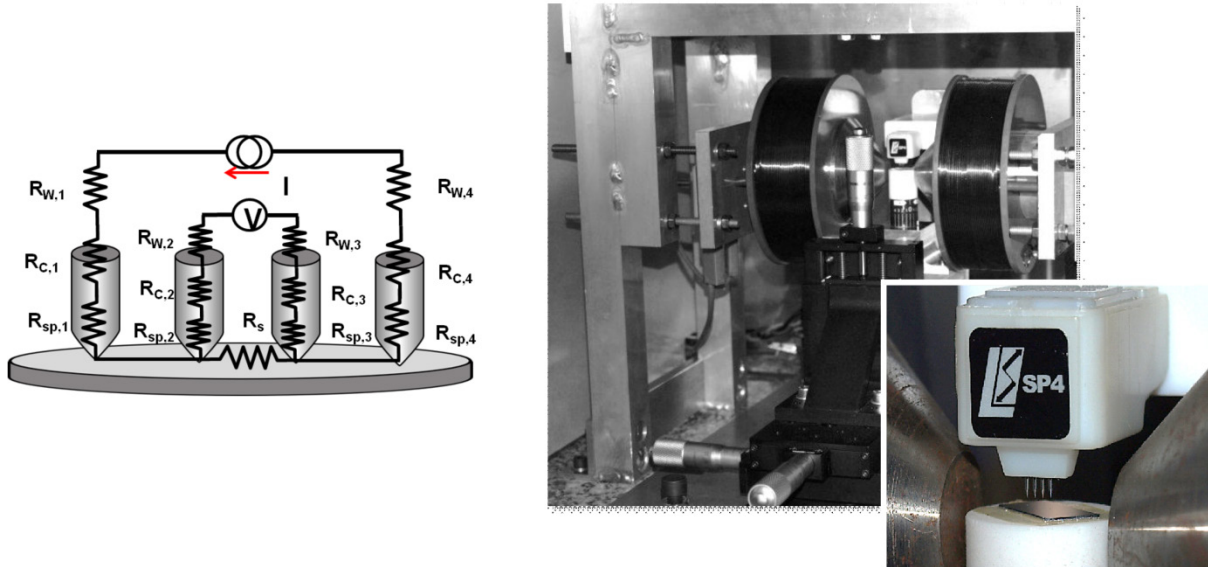 I
R_W,1
R_W,4
V
R_W,2
R_W,3
R_C,1
R_C,4
R_C,2
R_C,3
R_sp,1
R_sp,2
R_s
R_sp,3
R_sp,4
SP4